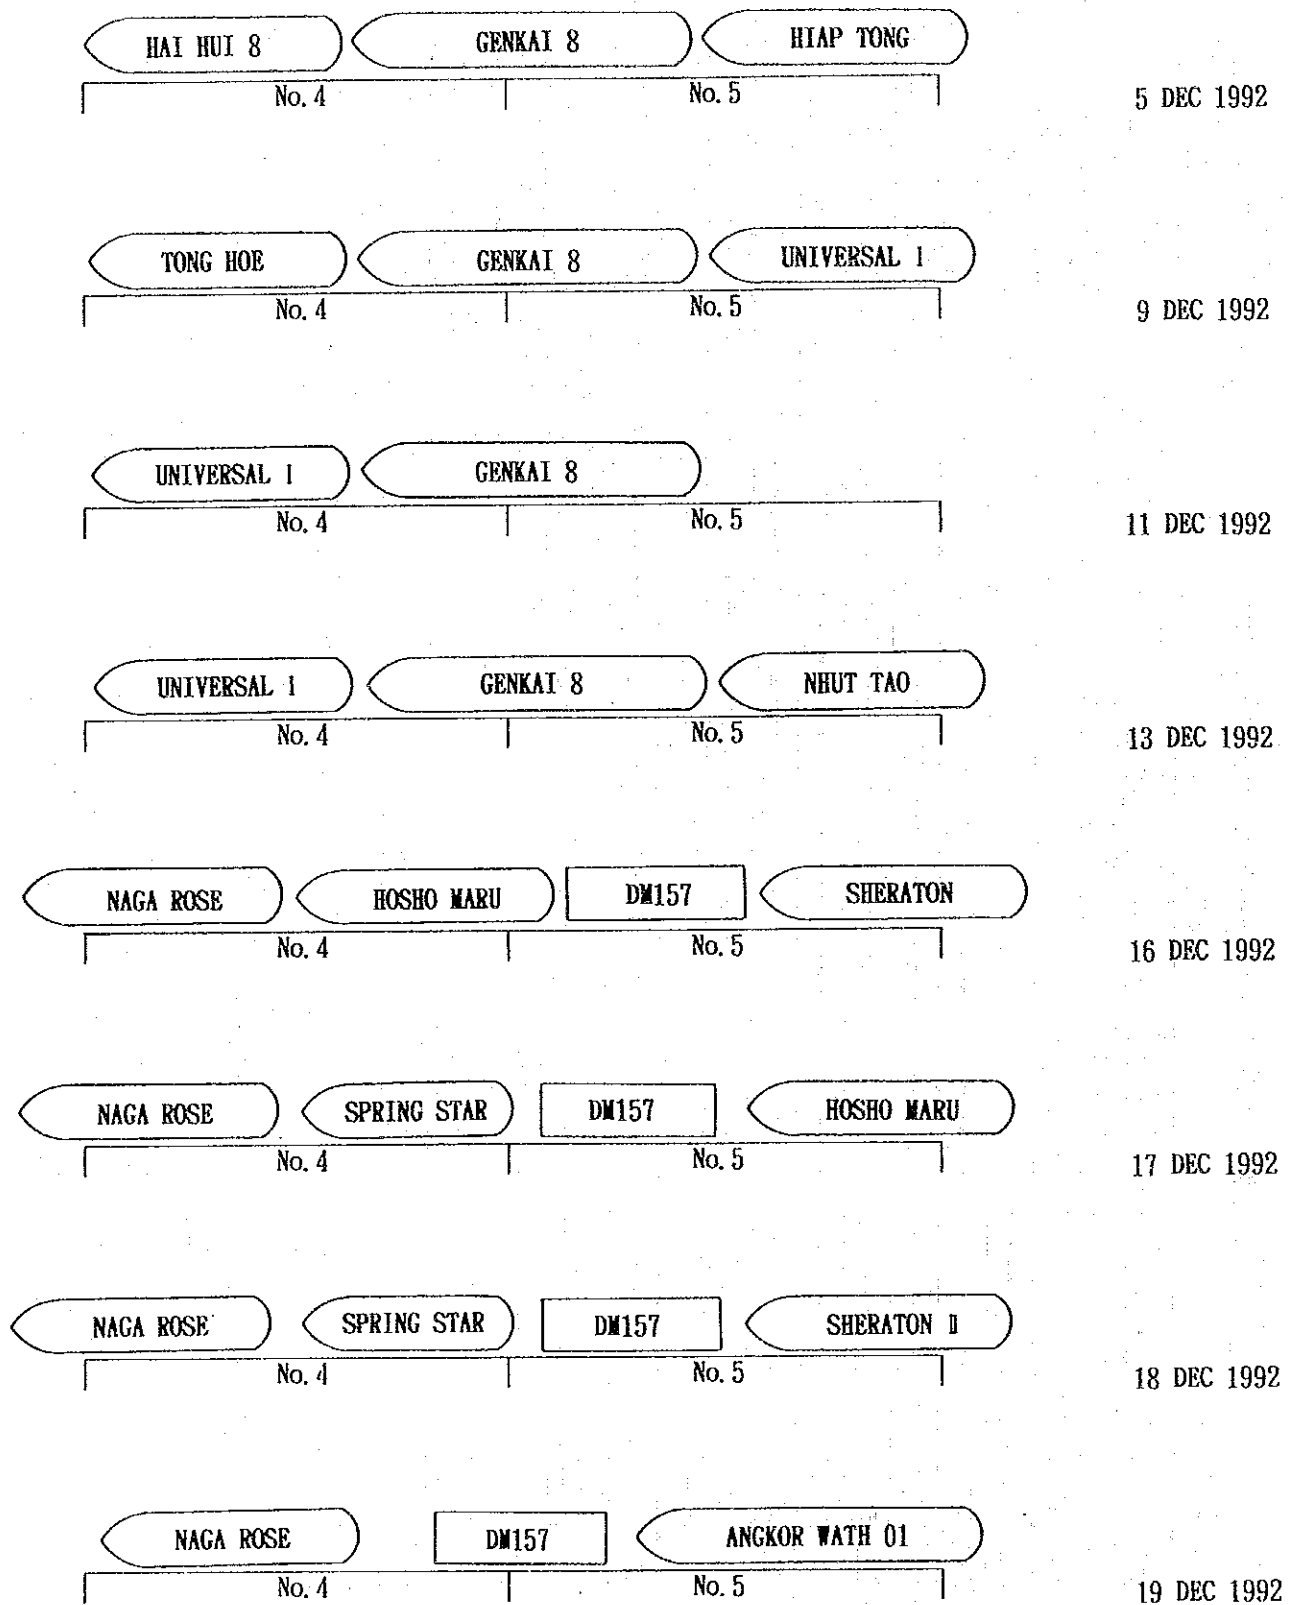 HAI HUI 8 GENKAI 8 HIAP TONG
No. 4 No. 5 5 DEC 1992
TONG HOE GENKAI 8 UNIVERSAL 1
No. 4 No. 5 9 DEC 1992
UNIVERSAL 1 GENKAI 8
No. 4 No. 5 11 DEC 1992
UNIVERSAL 1 GENKAI 8 NHUT TAO
No. 4 No. 5 13 DEC 1992
NAGA ROSE HOSHO MARU DM157 SHERATON
No. 4 No. 5 16 DEC 1992
NAGA ROSE SPRING STAR DM157 HOSHO MARU
No. 4 No. 5 17 DEC 1992
NAGA ROSE SPRING STAR DM157 SHERATON II
No. 4 No. 5 18 DEC 1992
NAGA ROSE DM157 ANGKOR WATH 01
No. 4 No. 5 19 DEC 1992